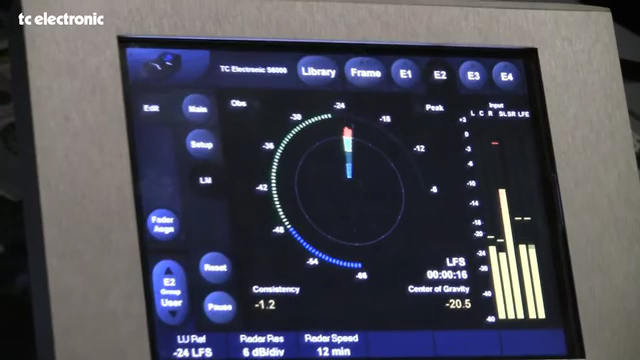 tc electronic
TC Electronic S6000
Library
Frame
E1
E2
E3
E4
Edit
Main
Obs
Peak
Input
L C R SL SR LFE
Setup
LM
Fader
Asgn
E2
Group
User
Reset
Pause
-24
-30
-18
-36
-12
-42
-6
-48
-54
-66
LFS
00:00:16
Consistency
-1.2
Center of Gravity
-20.5
LU Ref
-24 LFS
Radar Res
6 dB/div
Radar Speed
12 min